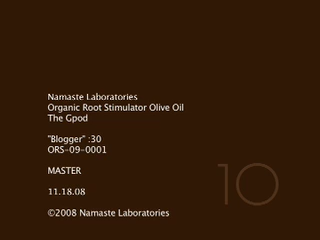 Namaste Laboratories
Organic Root Stimulator Olive Oil
The Gpod
"Blogger" :30
ORS-09-0001
MASTER
11.18.08
©2008 Namaste Laboratories
10